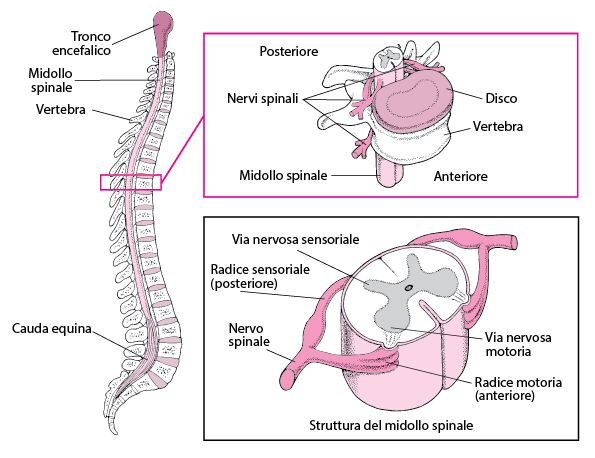 Tronco
encefalico
Midollo
spinale
Vertebra
Cauda equina
Posteriore
Nervi spinali
Disco
Vertebra
Midollo spinale
Anteriore
Via nervosa sensoriale
Radice sensoriale
(posteriore)
Nervo
spinale
Via nervosa
motoria
Radice motoria
(anteriore)
Struttura del midollo spinale